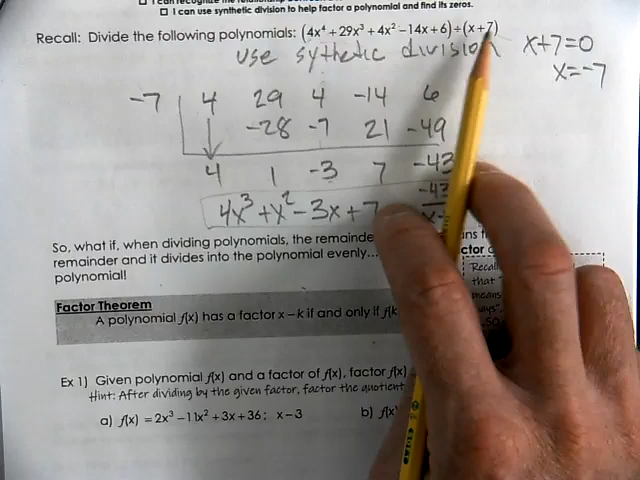 I can use synthetic division to help factor a polynomial and find its zeros.
Recall: Divide the following polynomials: (4x⁴ + 29x³ + 4x² − 14x + 6) ÷ (x + 7)
use sythetic division
x+7=0
x=-7
-7 4 29 4 -14 6
-28 -7 21 -49
4 1 -3 7 -43
4x³+x²-3x+7 -43
So, what if, when dividing polynomials, the remainde
remainder and it divides into the polynomial evenly…
polynomial!
Recall
that "
means
Factor Theorem
A polynomial f(x) has a factor x − k if and only if f(k
Ex 1) Given polynomial f(x) and a factor of f(x), factor f(x)
Hint: After dividing by the given factor, factor the quotient
a) f(x) = 2x³ − 11x² + 3x + 36; x − 3
b) f(x)